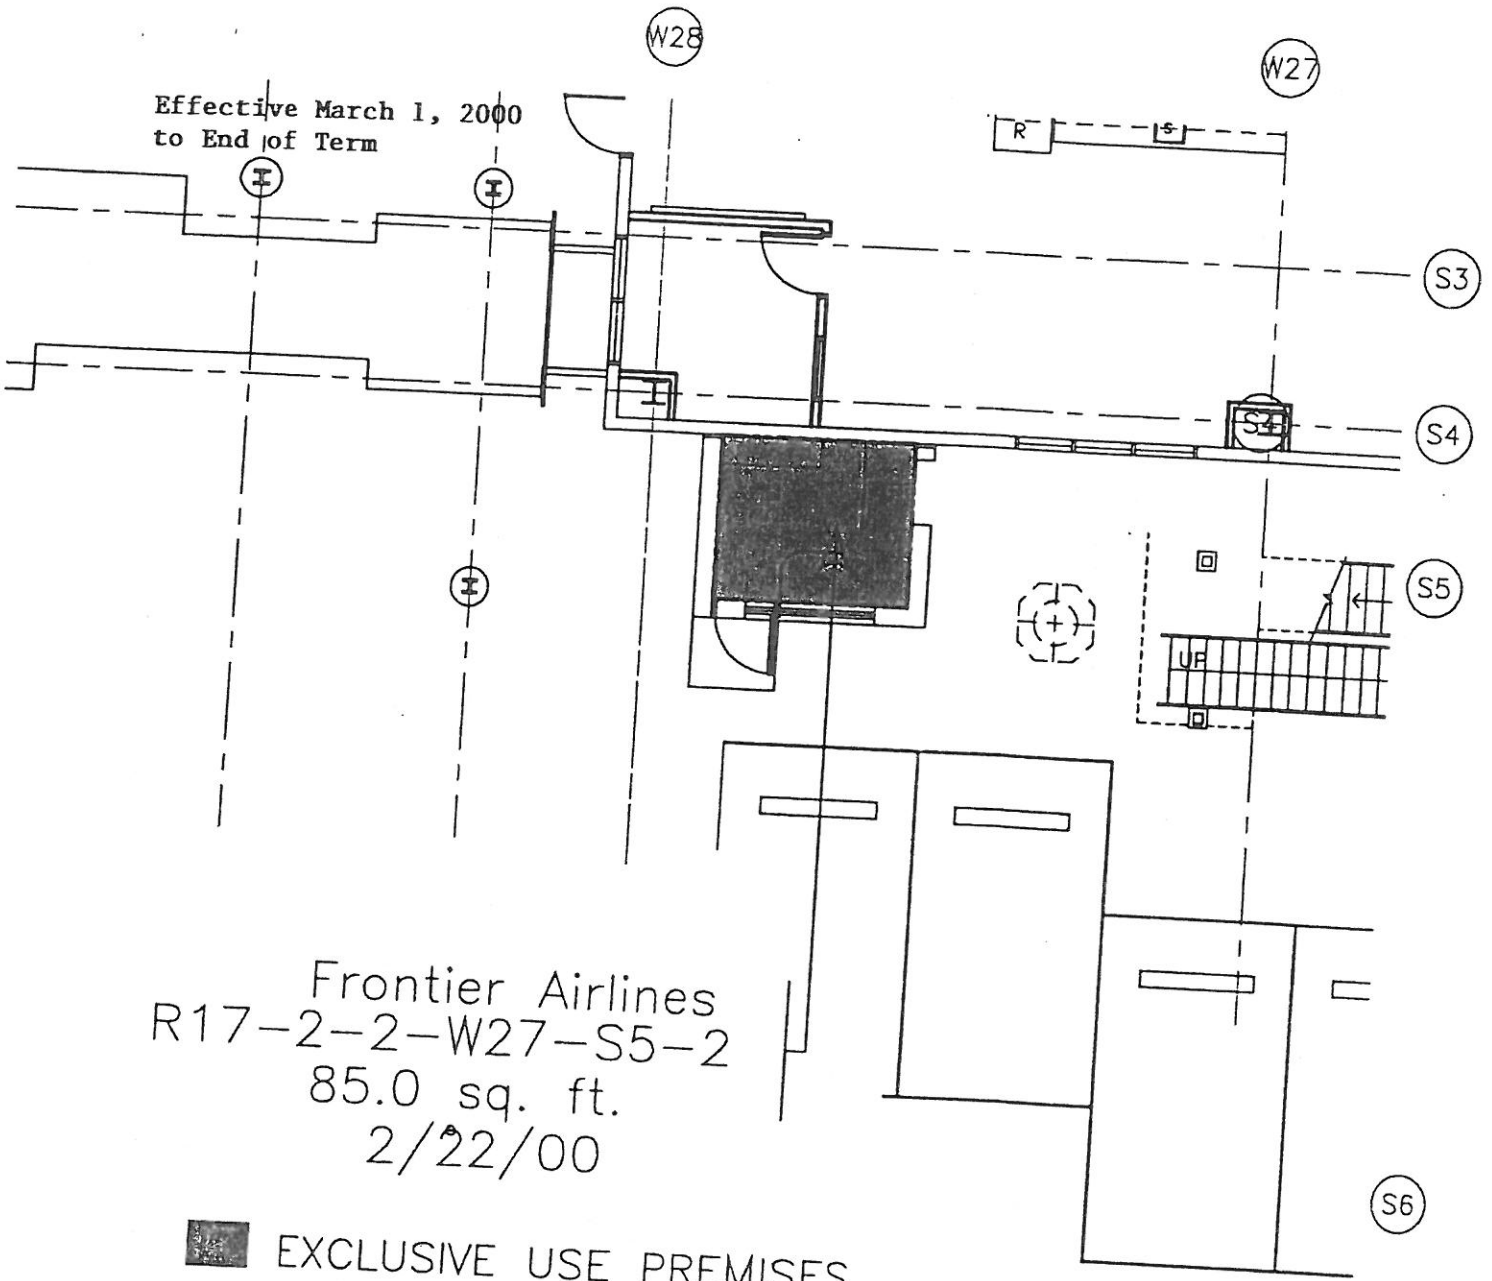 W28
W27
Effective March 1, 2000
to End of Term
R
S
S3
S4
S4
S5
UP
Frontier Airlines
R17-2-2-W27-S5-2
85.0 sq. ft.
2/22/00
S6
EXCLUSIVE USE PREMISES